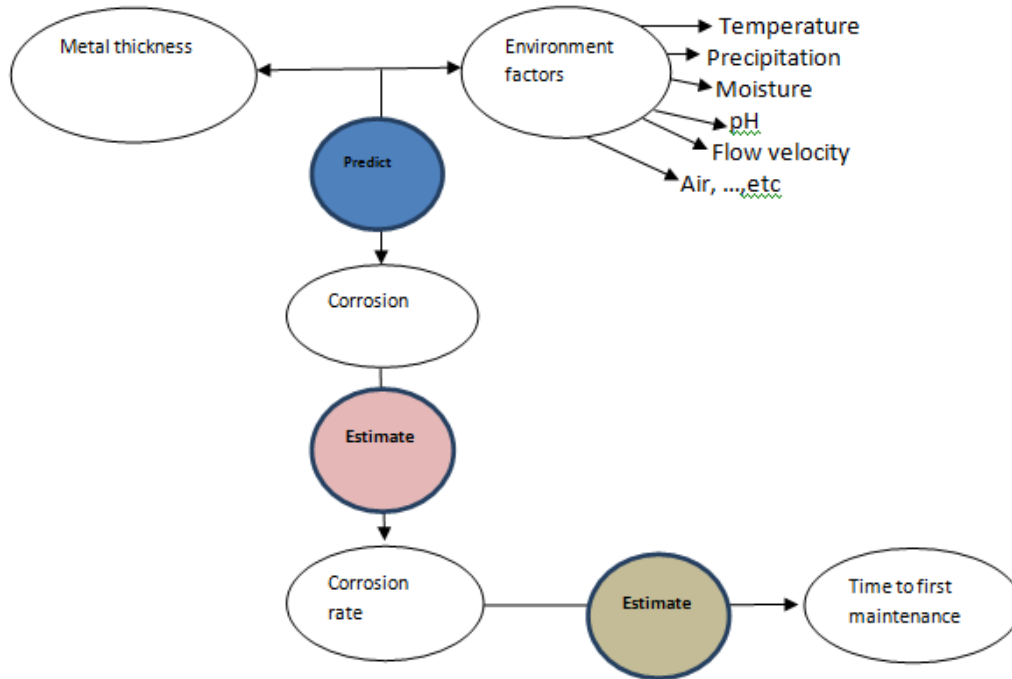 Metal thickness
Environment
factors
Temperature
Precipitation
Moisture
pH
Flow velocity
Air, ...,etc
Predict
Corrosion
Estimate
Corrosion
rate
Estimate
Time to first
maintenance